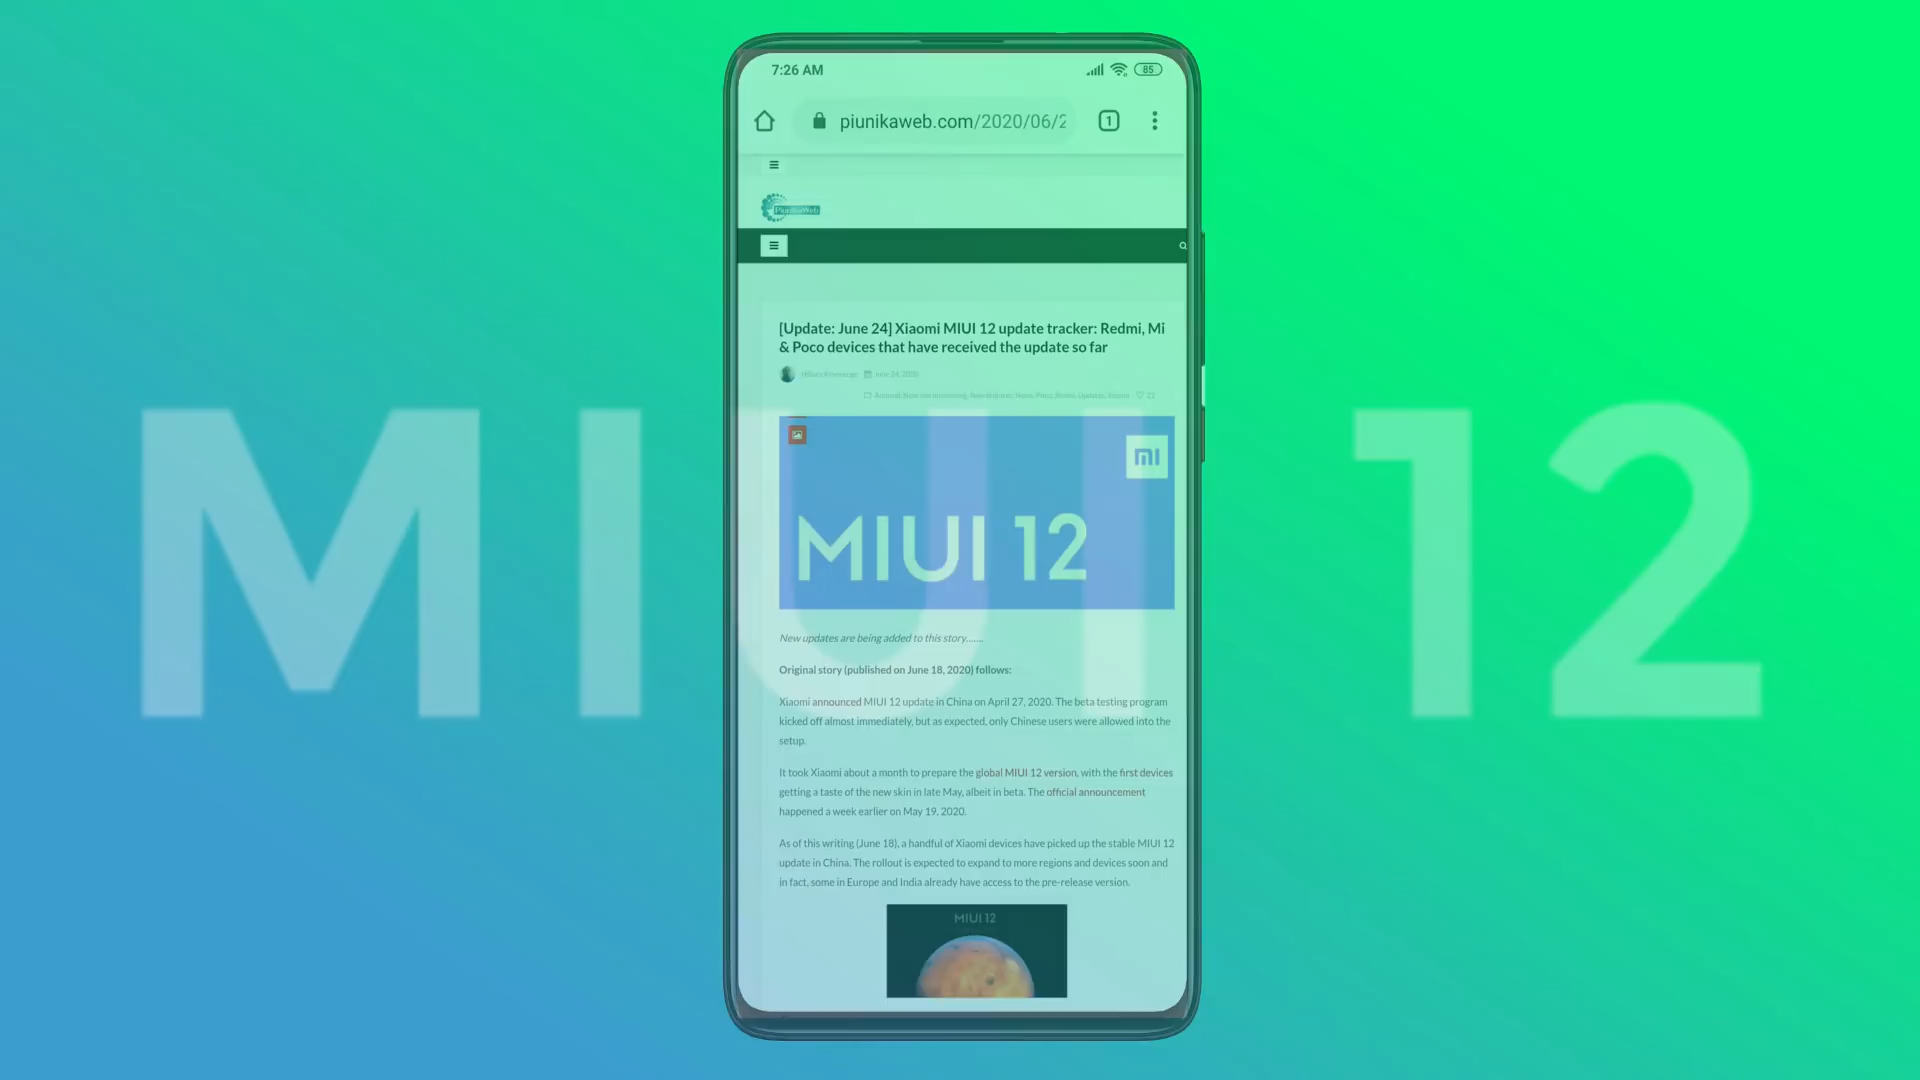 7:26 AM
85
piunikaweb.com/2020/06/2
1
PiunikaWeb
[Update: June 24] Xiaomi MIUI 12 update tracker: Redmi, Mi
& Poco devices that have received the update so far
June 24, 2020
22
MIUI 12
MIUI 12
New updates are being added to this story.......
Original story (published on June 18, 2020) follows:
Xiaomi announced MIUI 12 update in China on April 27, 2020. The beta testing program
kicked off almost immediately, but as expected, only Chinese users were allowed into the
setup.
It took Xiaomi about a month to prepare the global MIUI 12 version, with the first devices
getting a taste of the new skin in late May, albeit in beta. The official announcement
happened a week earlier on May 19, 2020.
As of this writing (June 18), a handful of Xiaomi devices have picked up the stable MIUI 12
update in China. The rollout is expected to expand to more regions and devices soon and
in fact, some in Europe and India already have access to the pre-release version.
MIUI 12